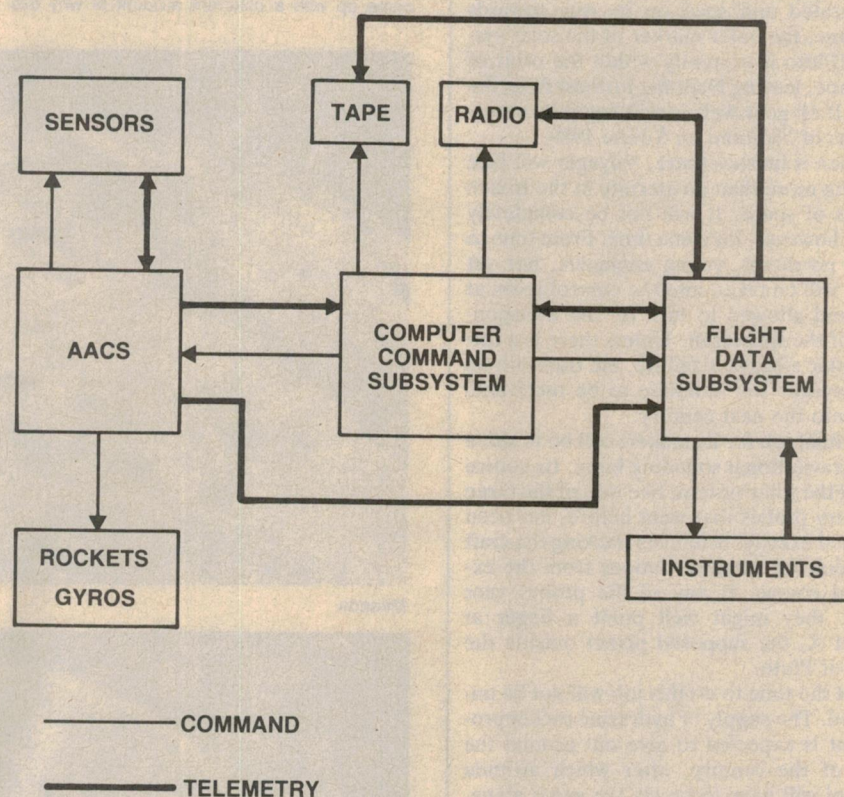 TAPE
RADIO
SENSORS
AACS
COMPUTER
COMMAND
SUBSYSTEM
FLIGHT
DATA
SUBSYSTEM
ROCKETS
GYROS
INSTRUMENTS
COMMAND
TELEMETRY